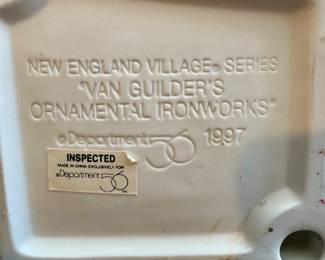 NEW ENGLAND VILLAGE® SERIES
"VAN GUILDER'S
ORNAMENTAL IRONWORKS"
©Department 56 1997
INSPECTED
MADE IN CHINA EXCLUSIVELY FOR
©Department 56